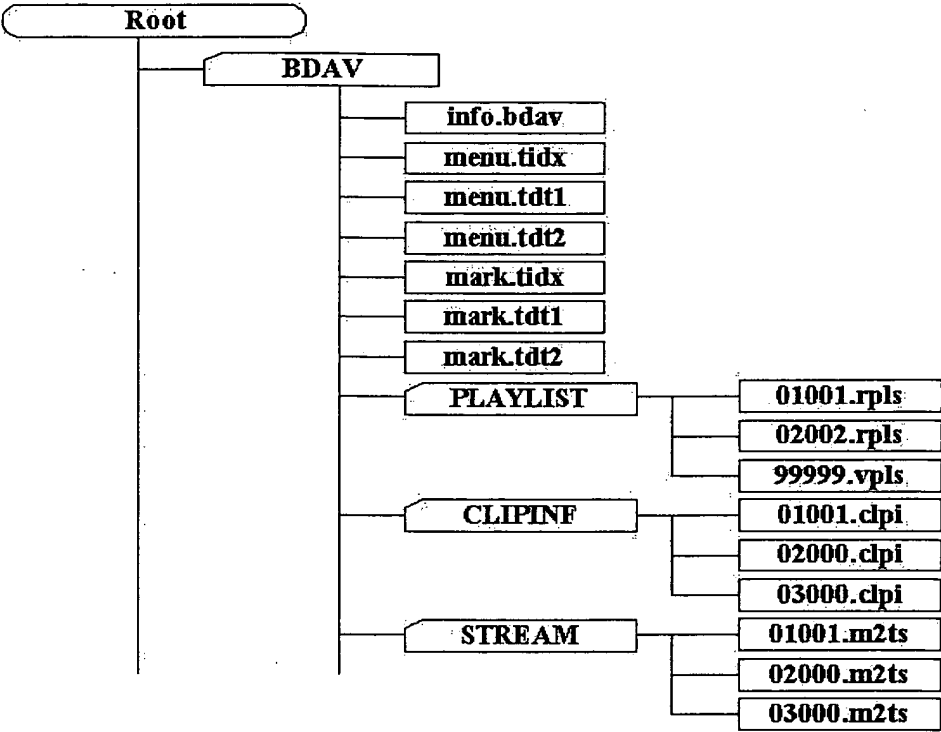 Root
BDAV
info.bdav
menu.tidx
menu.tdt1
menu.tdt2
mark.tidx
mark.tdt1
mark.tdt2
PLAYLIST
01001.rpls
02002.rpls
99999.vpls
CLIPINF
01001.clpi
02000.clpi
03000.clpi
STREAM
01001.m2ts
02000.m2ts
03000.m2ts